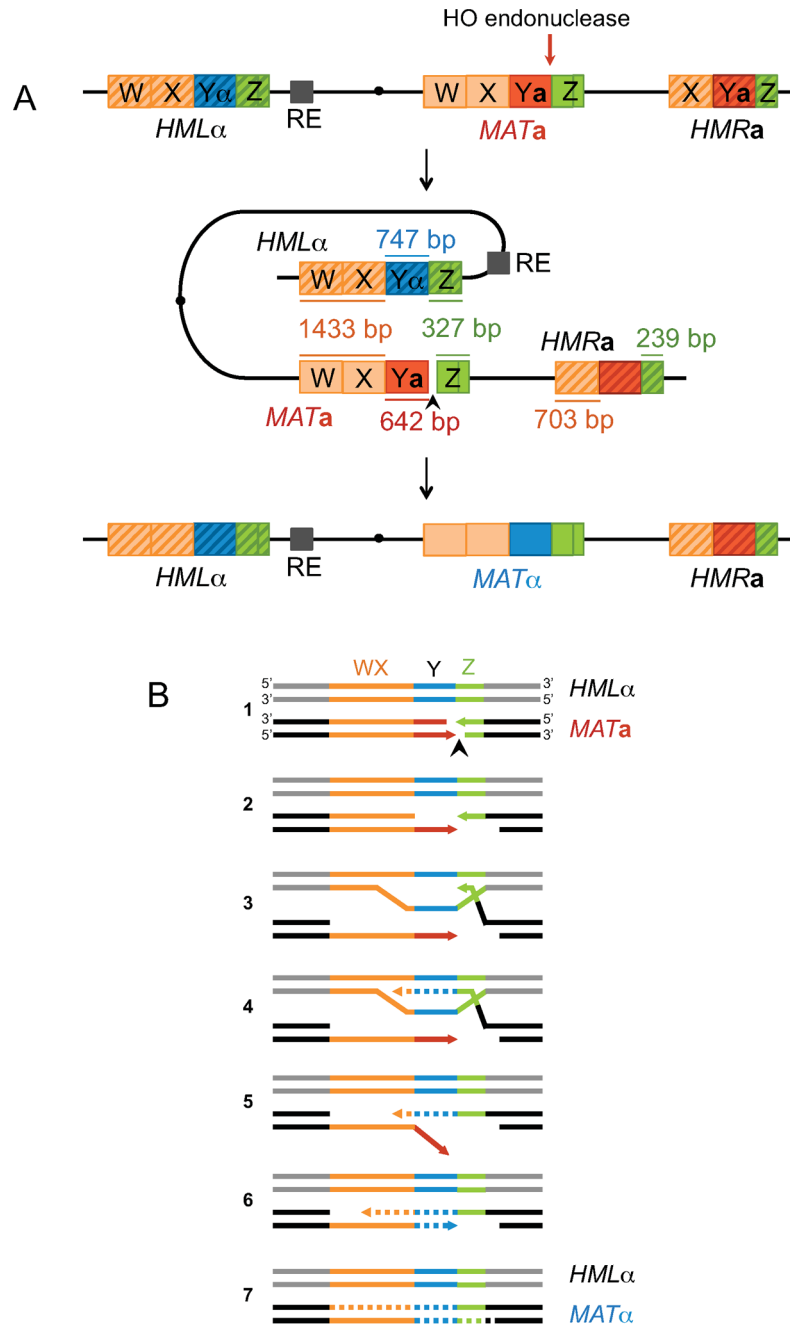 HO endonuclease
A
W X Yα Z W X Ya Z X Ya Z
HMLα RE MATa HMRa
HMLα 747 bp
W X Yα Z RE
1433 bp 327 bp HMRa 239 bp
W X Ya Z
MATa 642 bp 703 bp
HMLα RE MATα HMRa
B
WX Y Z
5' 3' HMLα
3' 5'
1
3' 5' MATa
5' 3'
2
3
4
5
6
7 HMLα
MATα